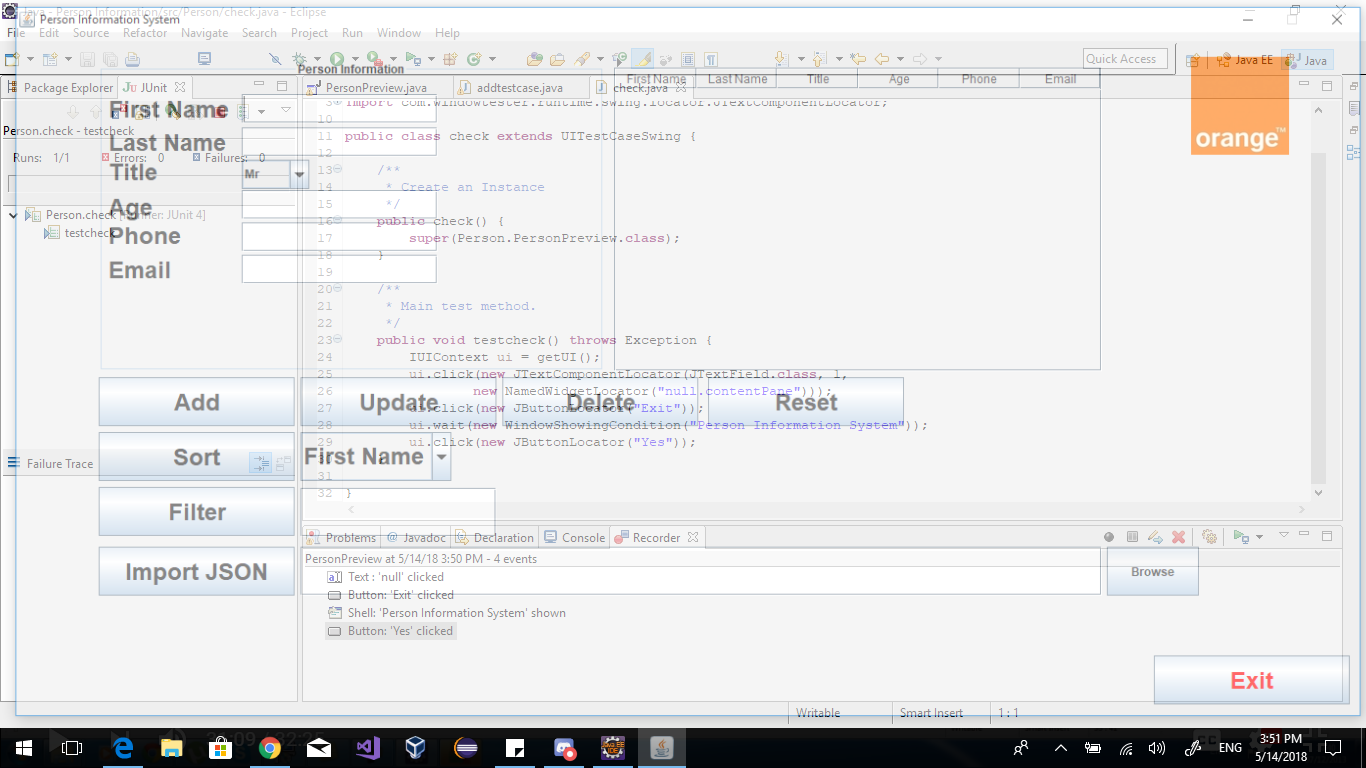 Java - Person Information/src/Person/check.java - Eclipse
Person Information System
File Edit Source Refactor Navigate Search Project Run Window Help
Quick Access
Java EE
Java
Package Explorer
JUnit
PersonPreview.java
addtestcase.java
check.java
Person Information
First Name Last Name Title Age Phone Email
orange™
Person.check - testcheck
Runs: 1/1
Errors: 0
Failures: 0
Person.check [Runner: JUnit 4]
testcheck
First Name
Last Name
Title
Mr
Age
Phone
Email
import com.windowtester.runtime.swing.locator.JTextComponentLocator;
10
11 public class check extends UITestCaseSwing {
12
13 /**
14 * Create an Instance
15 */
16 public check() {
17 super(Person.PersonPreview.class);
18 }
19
20 /**
21 * Main test method.
22 */
23 public void testcheck() throws Exception {
24 IUIContext ui = getUI();
25 ui.click(new JTextComponentLocator(JTextField.class, 1,
26 new NamedWidgetLocator("null.contentPane")));
27 ui.click(new JButtonLocator("Exit"));
28 ui.wait(new WindowShowingCondition("Person Information System"));
29 ui.click(new JButtonLocator("Yes"));
30 }
31
32 }
Add
Update
Delete
Reset
Sort
First Name
Failure Trace
Filter
Import JSON
Browse
Exit
Problems
Javadoc
Declaration
Console
Recorder
PersonPreview at 5/14/18 3:50 PM - 4 events
Text : 'null' clicked
Button: 'Exit' clicked
Shell: 'Person Information System' shown
Button: 'Yes' clicked
Writable
Smart Insert
1 : 1
ENG
3:51 PM
5/14/2018